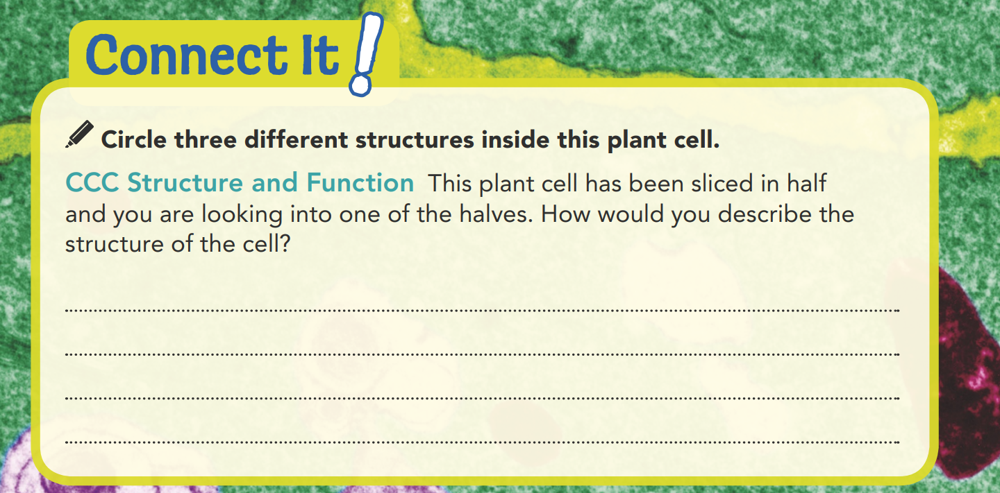 Connect It!
Circle three different structures inside this plant cell.
CCC Structure and Function This plant cell has been sliced in half
and you are looking into one of the halves. How would you describe the
structure of the cell?